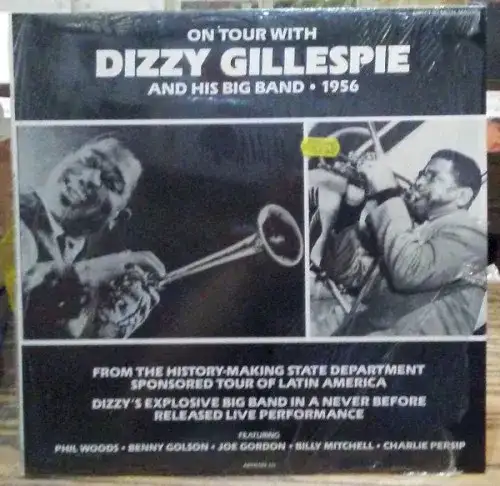 ON TOUR WITH
DIZZY GILLESPIE
AND HIS BIG BAND • 1956
FROM THE HISTORY-MAKING STATE DEPARTMENT
SPONSORED TOUR OF LATIN AMERICA
DIZZY'S EXPLOSIVE BIG BAND IN A NEVER BEFORE
RELEASED LIVE PERFORMANCE
FEATURING
PHIL WOODS • BENNY GOLSON • JOE GORDON • BILLY MITCHELL • CHARLIE PERSIP